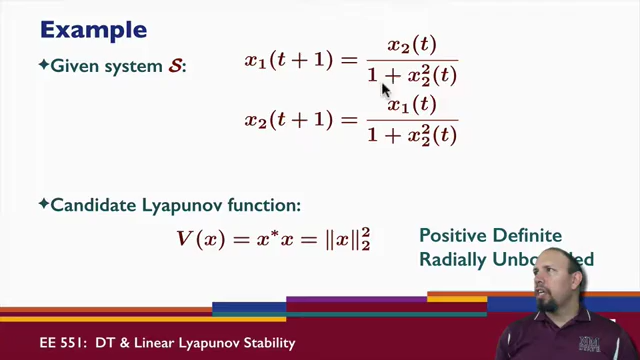 Example
✦Given system 𝓢:
x₁(t + 1) = x₂(t) / (1 + x₂²(t))
x₂(t + 1) = x₁(t) / (1 + x₂²(t))
✦Candidate Lyapunov function:
V(x) = x*x = ‖x‖₂²
Positive Definite
Radially
EE 551: DT & Linear Lyapunov Stability